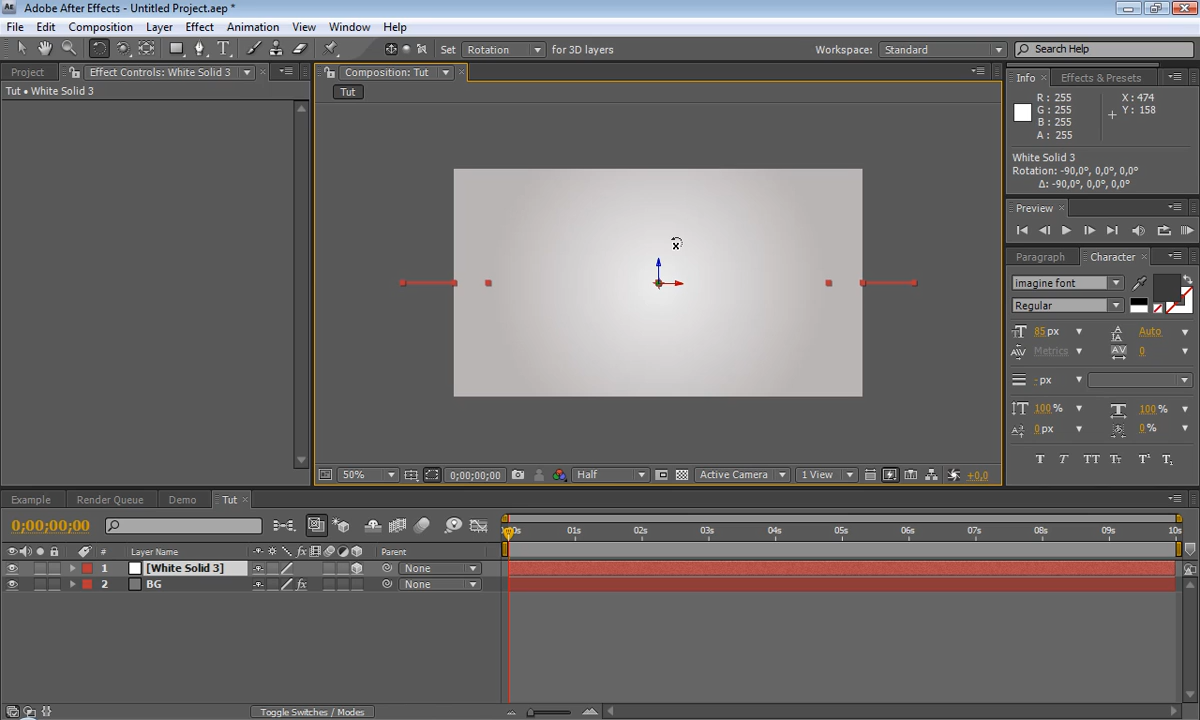 Adobe After Effects - Untitled Project.aep *
File Edit Composition Layer Effect Animation View Window Help
Set Rotation for 3D layers Workspace: Standard Search Help
Project Effect Controls: White Solid 3
Tut • White Solid 3
Composition: Tut
Tut
Info Effects & Presets
R: 255 X: 474
G: 255 Y: 158
B: 255
A: 255
White Solid 3
Rotation: -90,0°, 0,0°, 0,0°
Δ: -90,0°, 0,0°, 0,0°
Preview
Paragraph Character
imagine font
Regular
85 px Auto
Metrics 0
- px
100 % 100 %
0 px 0 %
T T TT Tт T¹ T₁
x
50% 0;00;00;00 Half Active Camera 1 View +0,0
Example Render Queue Demo Tut
0;00;00;00
01s 02s 03s 04s 05s 06s 07s 08s 09s 10s
# Layer Name Parent
1 [White Solid 3] None
2 BG None
Toggle Switches / Modes